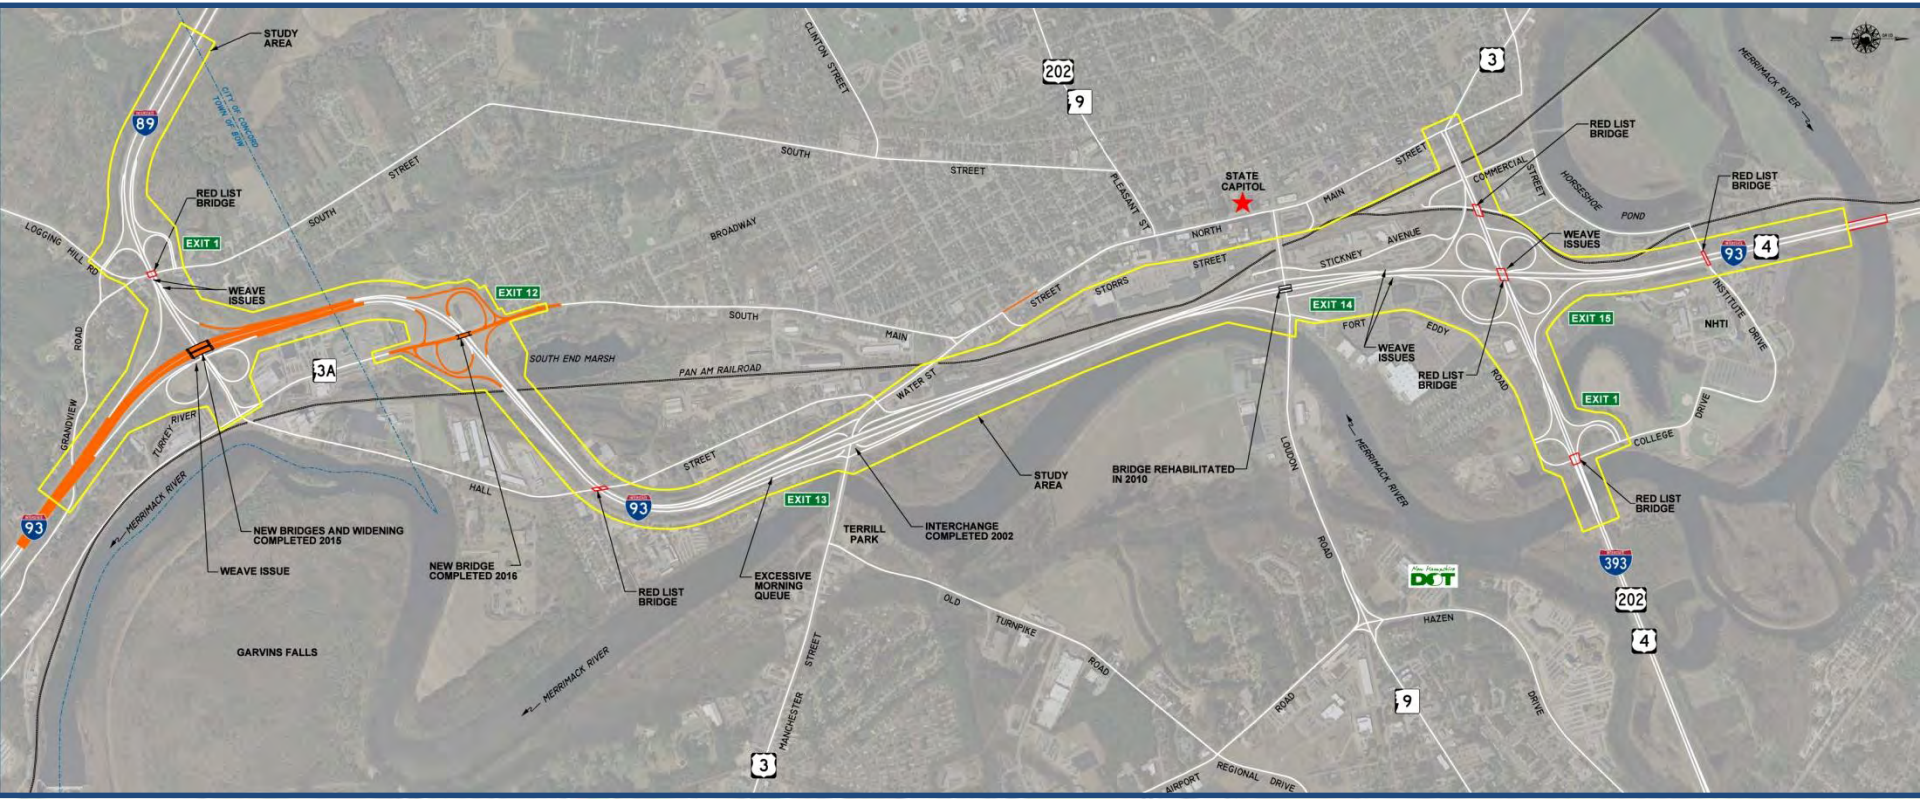 STUDY
AREA
CLINTON STREET
202
9
3
MERRIMACK RIVER
89
CITY OF CONCORD
TOWN OF BOW
RED LIST
BRIDGE
SOUTH
STREET
STREET
STATE
CAPITOL
PLEASANT ST
MAIN
STREET
COMMERCIAL
STREET
HORSESHOE
POND
RED LIST
BRIDGE
RED LIST
BRIDGE
SOUTH
LOGGING HILL RD
EXIT 1
BROADWAY
NORTH
STICKNEY
AVENUE
WEAVE
ISSUES
93
4
WEAVE
ISSUES
EXIT 12
STORRS
STREET
STREET
EXIT 14
EXIT 15
INSTITUTE
DRIVE
NHTI
ROAD
SOUTH
MAIN
FORT
EDDY
ROAD
WEAVE
ISSUES
3A
SOUTH END MARSH
PAN AM RAILROAD
WATER ST
RED LIST
BRIDGE
EXIT 1
GRANDVIEW
TURKEY
RIVER
COLLEGE
DRIVE
MERRIMACK RIVER
HALL
STREET
STUDY
AREA
BRIDGE REHABILITATED
IN 2010
LOUDON
ROAD
MERRIMACK RIVER
RED LIST
BRIDGE
93
93
EXIT 13
NEW BRIDGES AND WIDENING
COMPLETED 2015
WEAVE ISSUE
NEW BRIDGE
COMPLETED 2016
RED LIST
BRIDGE
EXCESSIVE
MORNING
QUEUE
TERRILL
PARK
INTERCHANGE
COMPLETED 2002
New Hampshire
DOT
393
202
4
OLD
TURNPIKE
ROAD
HAZEN
DRIVE
GARVINS FALLS
MERRIMACK RIVER
MANCHESTER
STREET
3
ROAD
9
AIRPORT
REGIONAL DRIVE